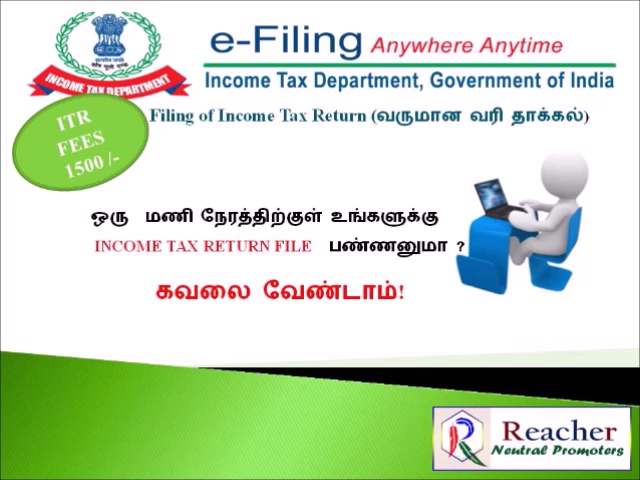 e-Filing Anywhere Anytime
INCOME TAX DEPARTMENT
Income Tax Department, Government of India
ITR
FEES
1500 /-
Filing of Income Tax Return (வருமான வரி தாக்கல்)
ஒரு மணி நேரத்திற்குள் உங்களுக்கு
INCOME TAX RETURN FILE பண்ணனுமா ?
கவலை வேண்டாம்!
Reacher
Neutral Promoters